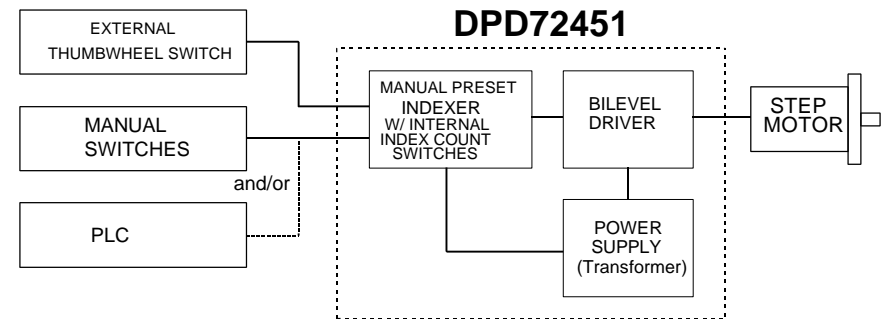 DPD72451
EXTERNAL
THUMBWHEEL SWITCH
MANUAL
SWITCHES
and/or
PLC
MANUAL PRESET
INDEXER
W/ INTERNAL
INDEX COUNT
SWITCHES
BILEVEL
DRIVER
POWER
SUPPLY
(Transformer)
STEP
MOTOR